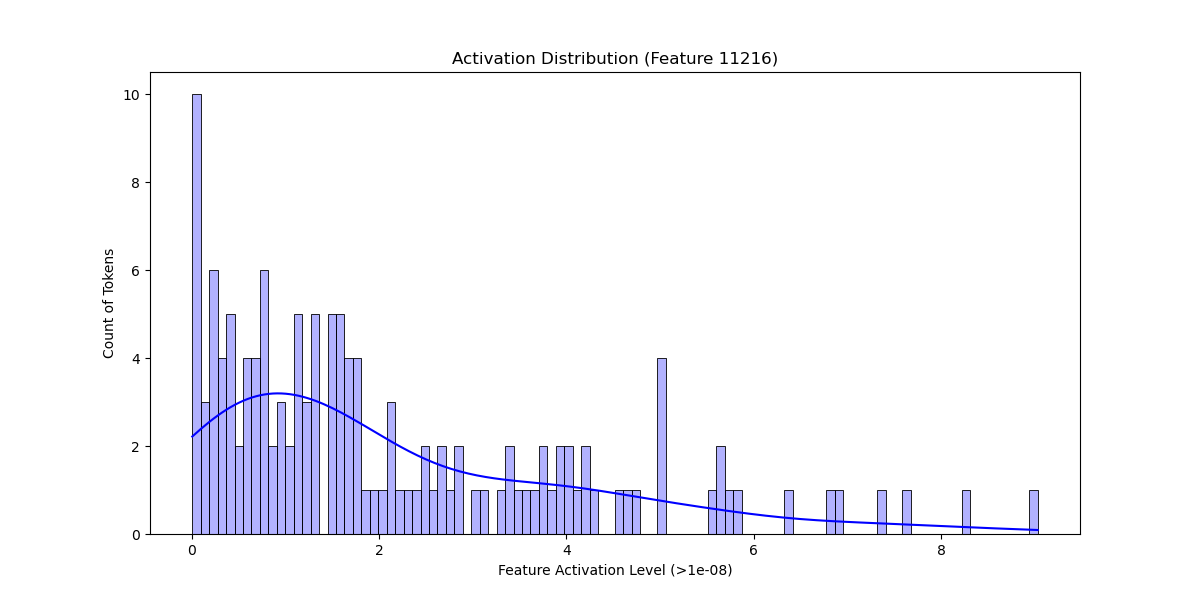 Activation Distribution (Feature 11216)
10
8
6
4
2
0
Count of Tokens
0 2 4 6 8
Feature Activation Level (>1e-08)